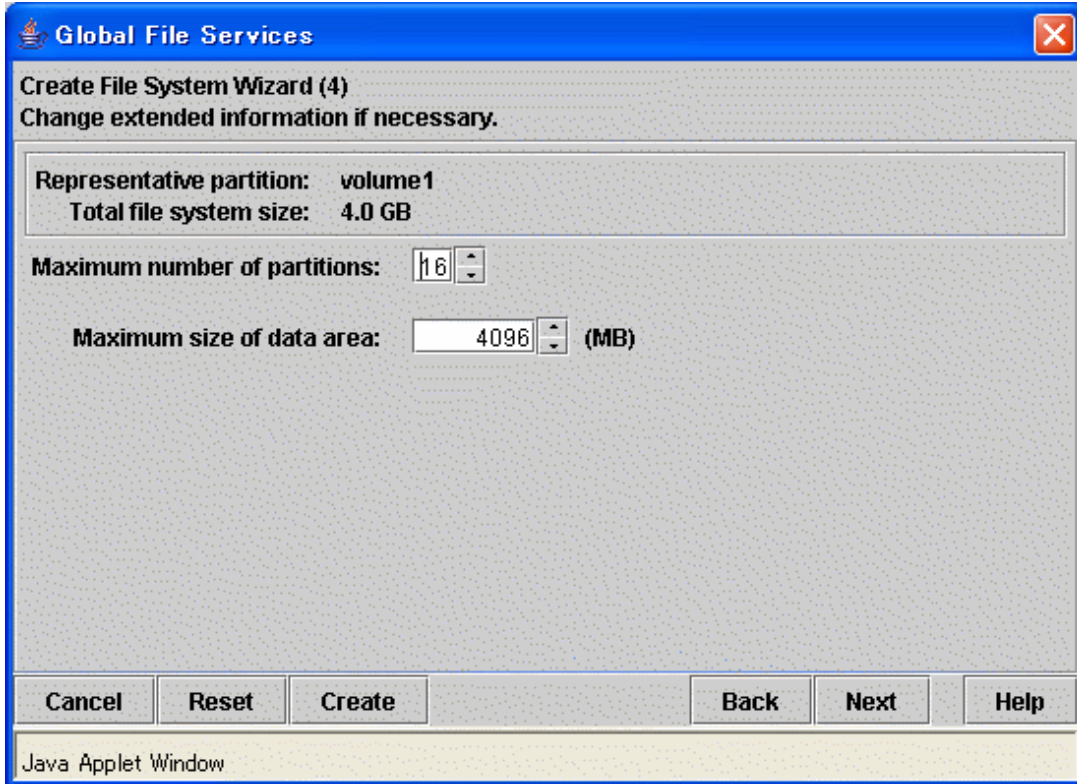 Global File Services
Create File System Wizard (4)
Change extended information if necessary.
Representative partition: volume1
Total file system size: 4.0 GB
Maximum number of partitions: 16
Maximum size of data area: 4096 (MB)
Cancel Reset Create Back Next Help
Java Applet Window